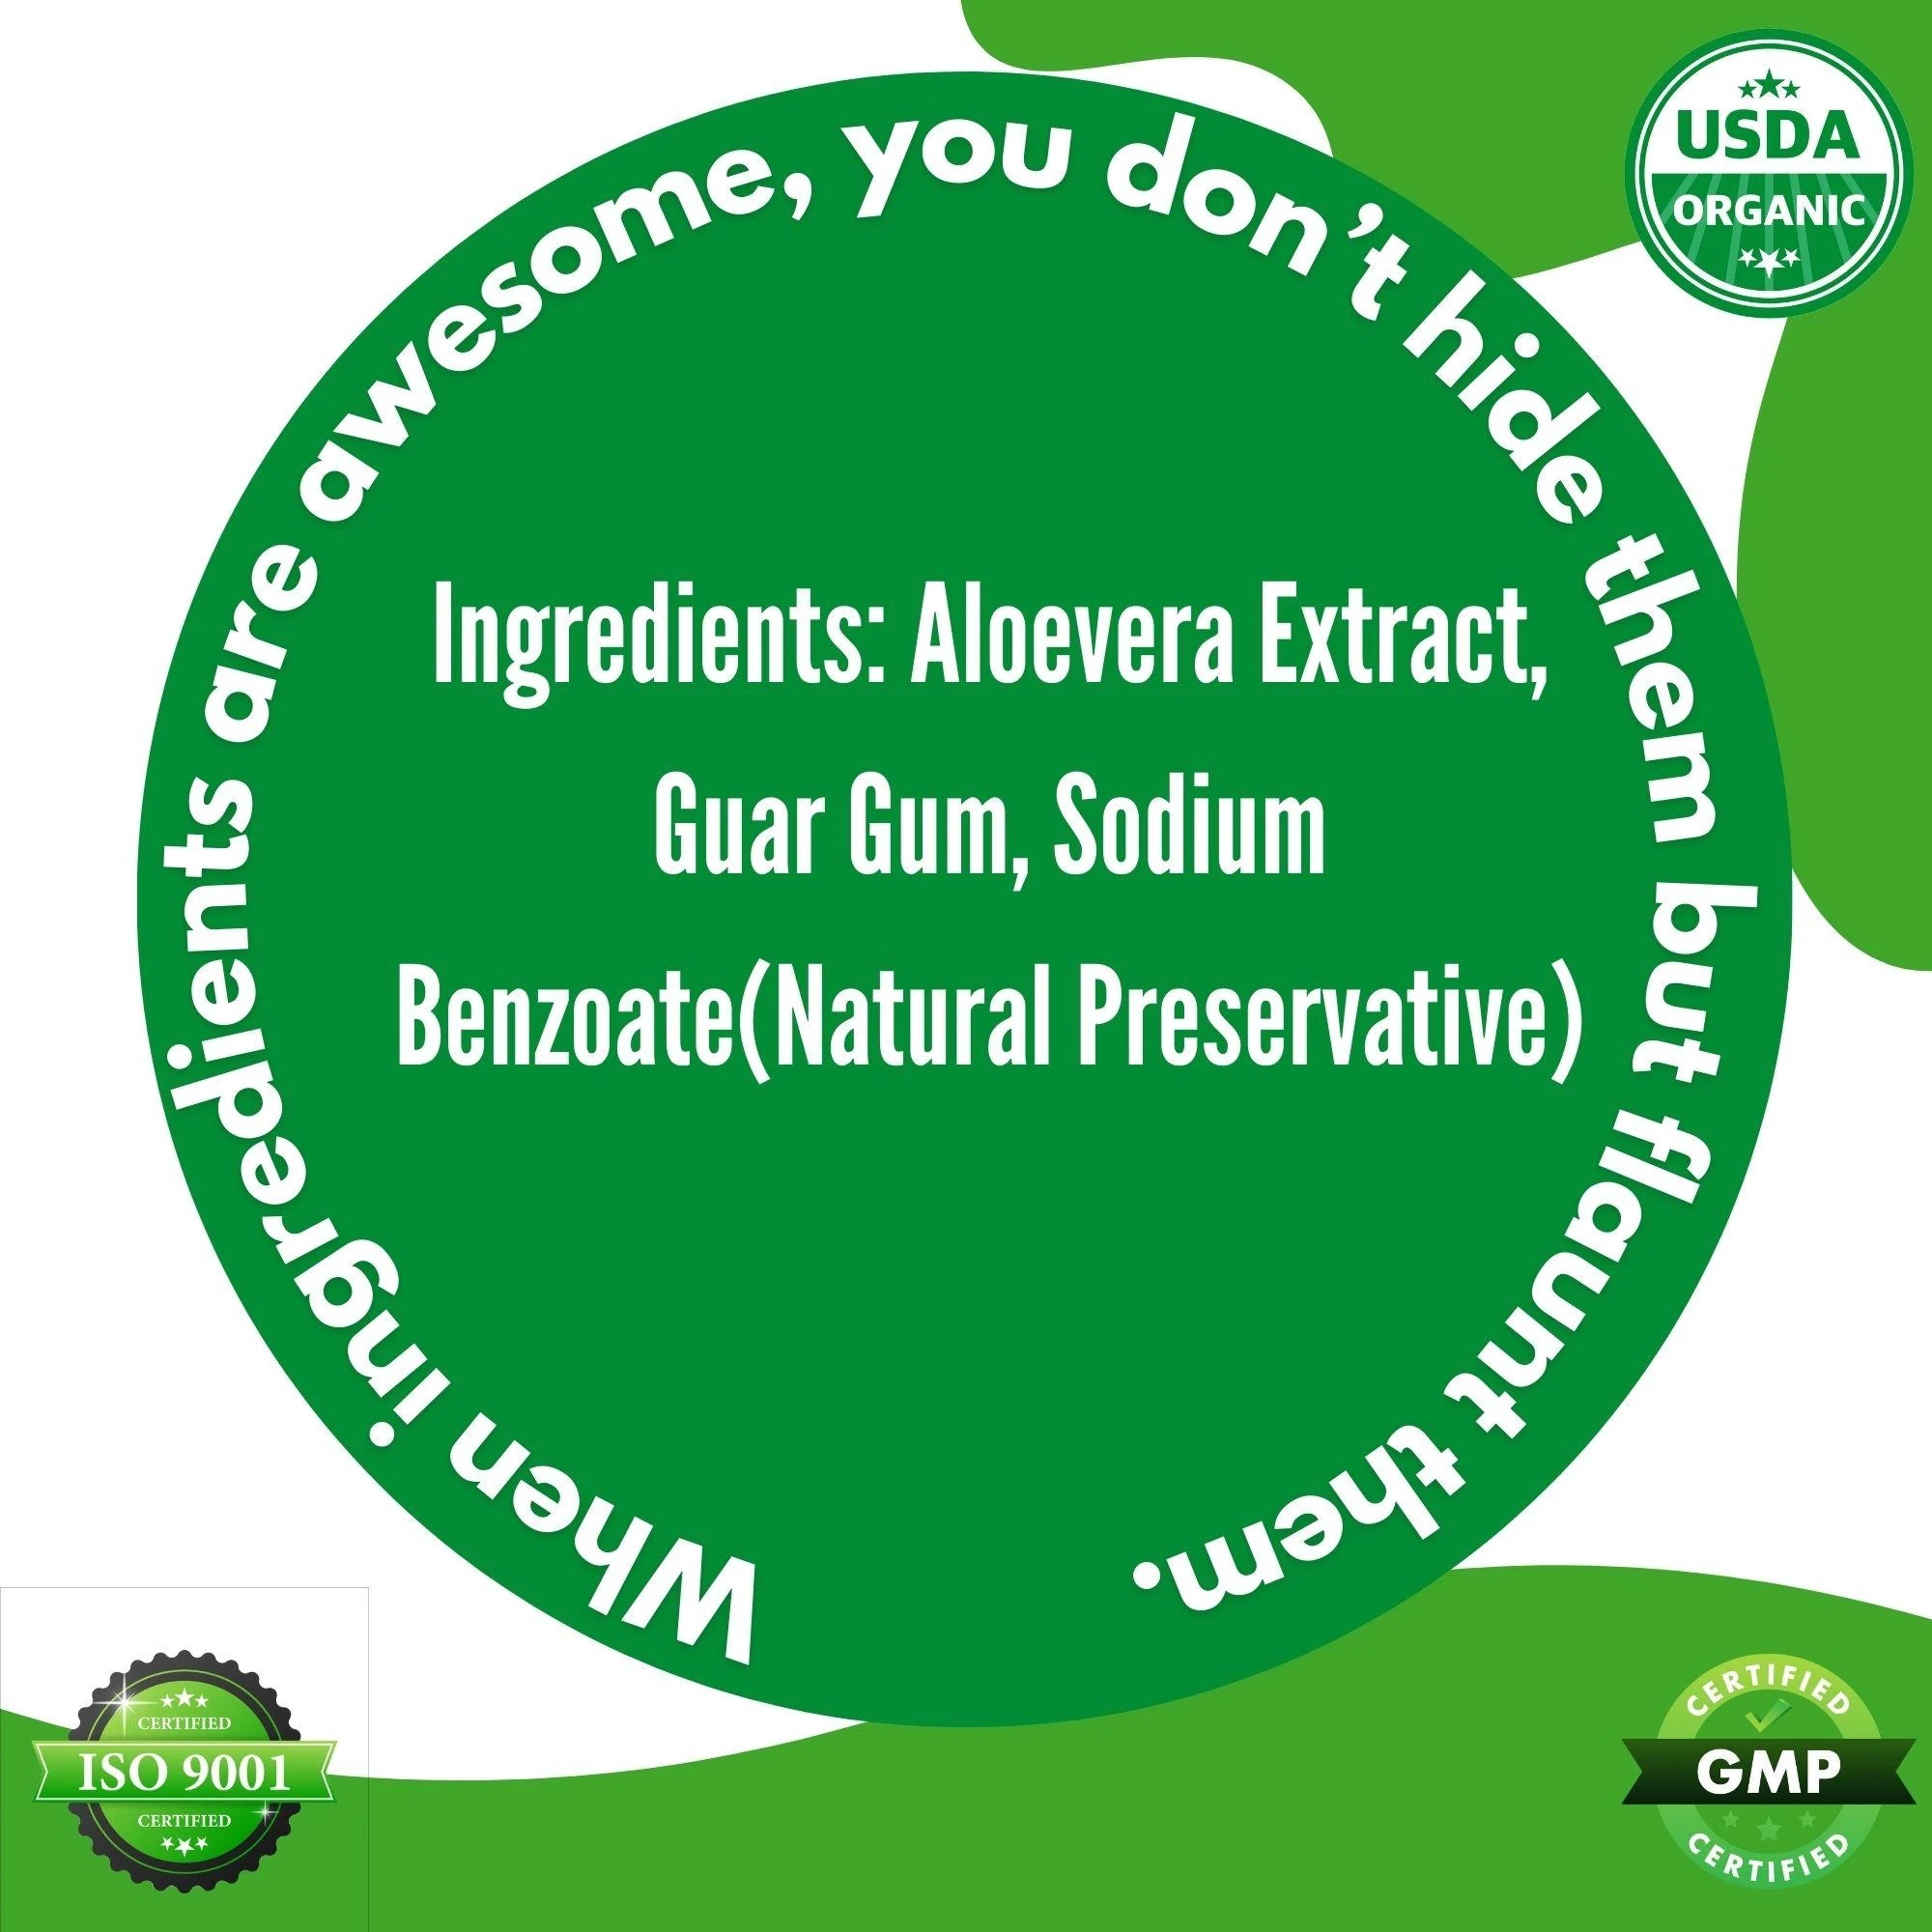 When ingredients are awesome, you don't hide them but flaunt them.
Ingredients: Aloevera Extract,
Guar Gum, Sodium
Benzoate(Natural Preservative)
USDA
ORGANIC
CERTIFIED
ISO 9001
CERTIFIED
CERTIFIED
GMP
CERTIFIED